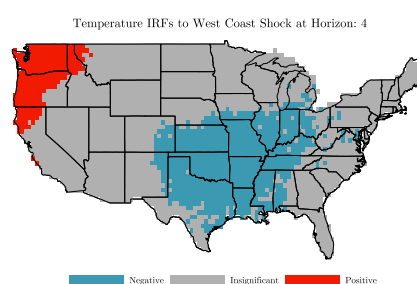 Temperature IRFs to West Coast Shock at Horizon: 4
Negative Insignificant Positive